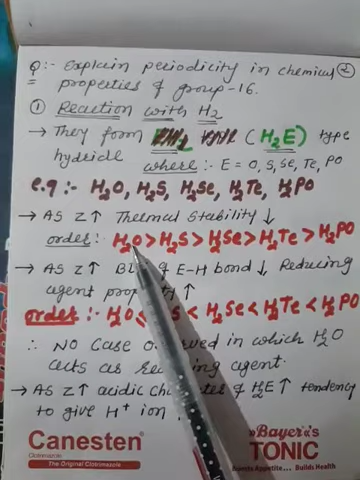 Q:- Explain periodicity in chemical ②
properties of group-16.
① Reaction with H₂
→ They form (H₂E) type
hydride where:- E = O, S, Se, Te, Po
e.g:- H₂O, H₂S, H₂Se, H₂Te, H₂PO
→ AS Z↑ Thermal Stability ↓
order: H₂O > H₂S > H₂Se > H₂Te > H₂PO
→ AS Z↑ E-H bond ↓ Reducing
agent ↑
order:- H₂O < S < H₂Se < H₂Te < H₂PO
∴ No case in which H₂O
acts as agent.
→ AS Z↑ acidic of H₂E ↑ tendency
to give H⁺ ion
Canesten
Clotrimazole
The Original Clotrimazole
Bayer's
TONIC
Boosts Appetite... Builds Health